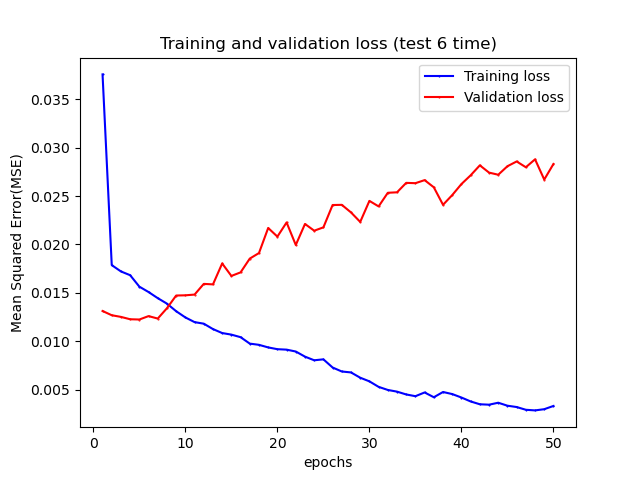 Training and validation loss (test 6 time)
Training loss
Validation loss
Mean Squared Error(MSE)
0.035
0.030
0.025
0.020
0.015
0.010
0.005
0 10 20 30 40 50
epochs